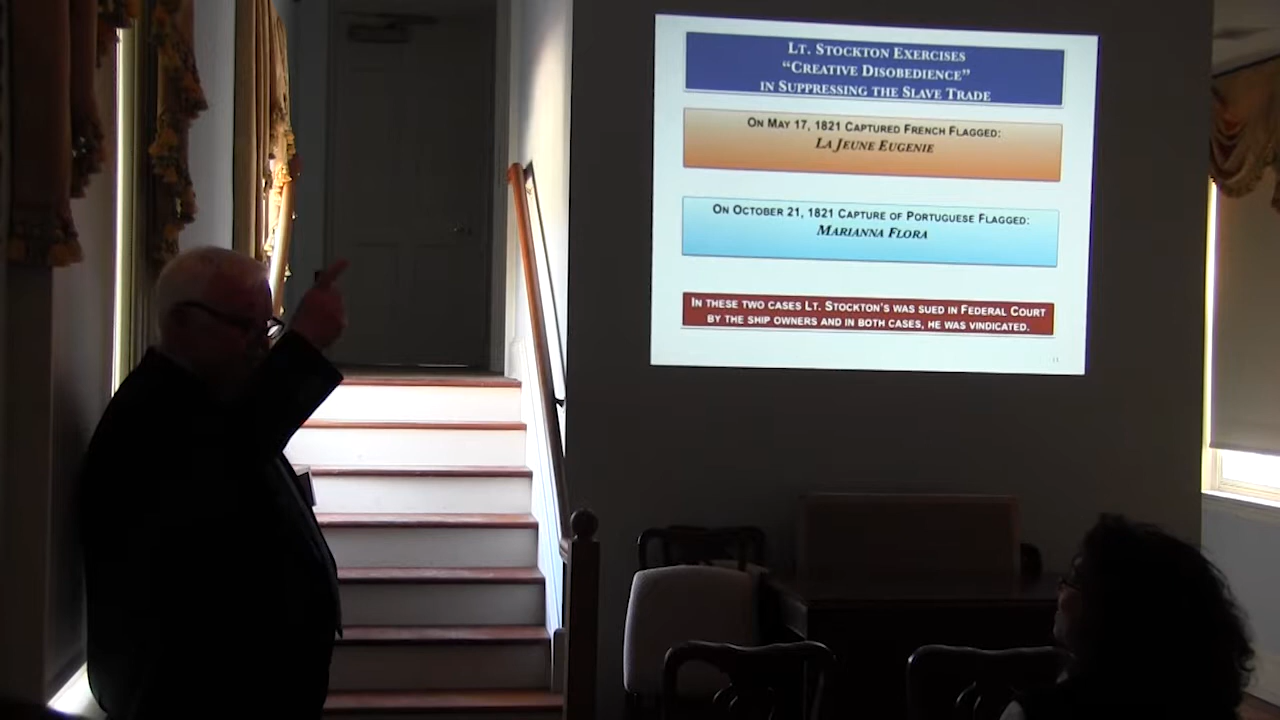 LT. STOCKTON EXERCISES
“CREATIVE DISOBEDIENCE”
IN SUPPRESSING THE SLAVE TRADE
ON MAY 17, 1821 CAPTURED FRENCH FLAGGED:
LA JEUNE EUGENIE
ON OCTOBER 21, 1821 CAPTURE OF PORTUGUESE FLAGGED:
MARIANNA FLORA
IN THESE TWO CASES LT. STOCKTON'S WAS SUED IN FEDERAL COURT
BY THE SHIP OWNERS AND IN BOTH CASES, HE WAS VINDICATED.